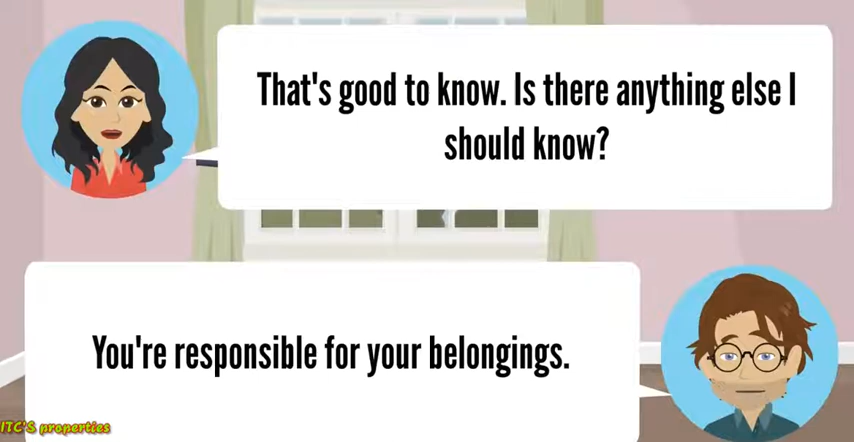 That's good to know. Is there anything else I
should know?
You're responsible for your belongings.
ITC'S properties